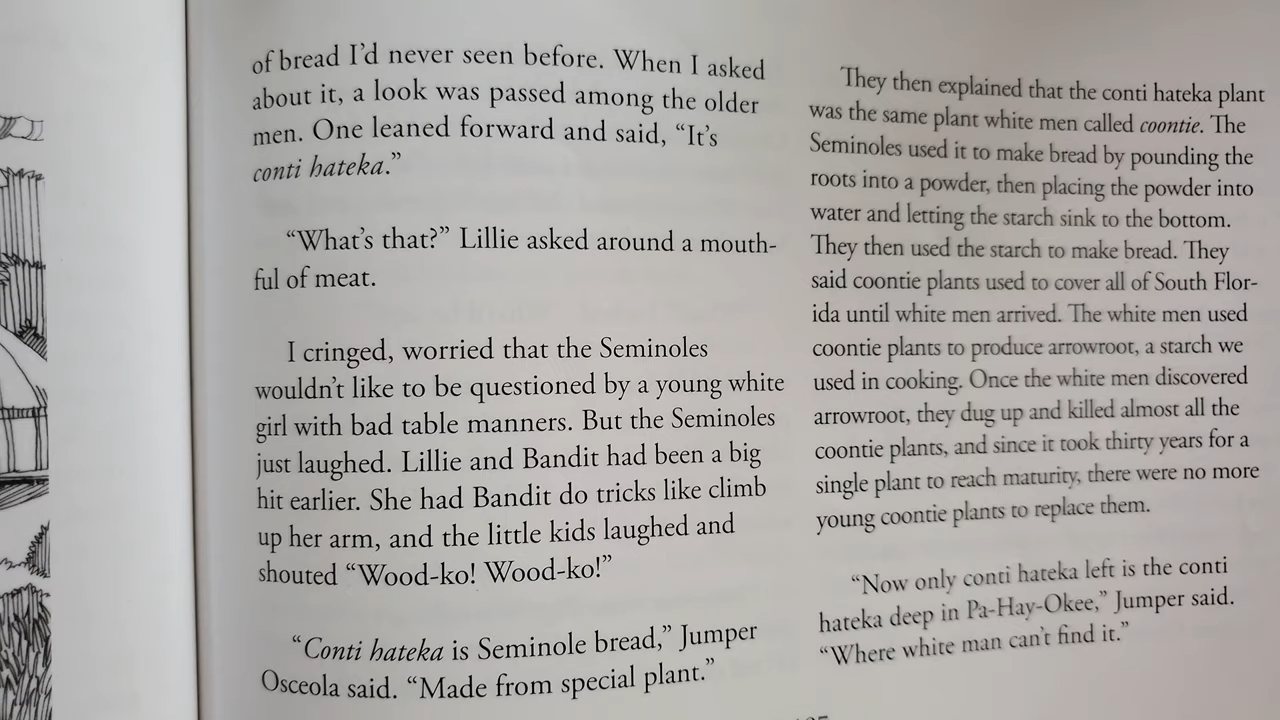 of bread I’d never seen before. When I asked
about it, a look was passed among the older
men. One leaned forward and said, “It’s
conti hateka.”
“What’s that?” Lillie asked around a mouth-
ful of meat.
I cringed, worried that the Seminoles
wouldn’t like to be questioned by a young white
girl with bad table manners. But the Seminoles
just laughed. Lillie and Bandit had been a big
hit earlier. She had Bandit do tricks like climb
up her arm, and the little kids laughed and
shouted “Wood-ko! Wood-ko!”
“Conti hateka is Seminole bread,” Jumper
Osceola said. “Made from special plant.”
They then explained that the conti hateka plant
was the same plant white men called coontie. The
Seminoles used it to make bread by pounding the
roots into a powder, then placing the powder into
water and letting the starch sink to the bottom.
They then used the starch to make bread. They
said coontie plants used to cover all of South Flor-
ida until white men arrived. The white men used
coontie plants to produce arrowroot, a starch we
used in cooking. Once the white men discovered
arrowroot, they dug up and killed almost all the
coontie plants, and since it took thirty years for a
single plant to reach maturity, there were no more
young coontie plants to replace them.
“Now only conti hateka left is the conti
hateka deep in Pa-Hay-Okee,” Jumper said.
“Where white man can’t find it.”